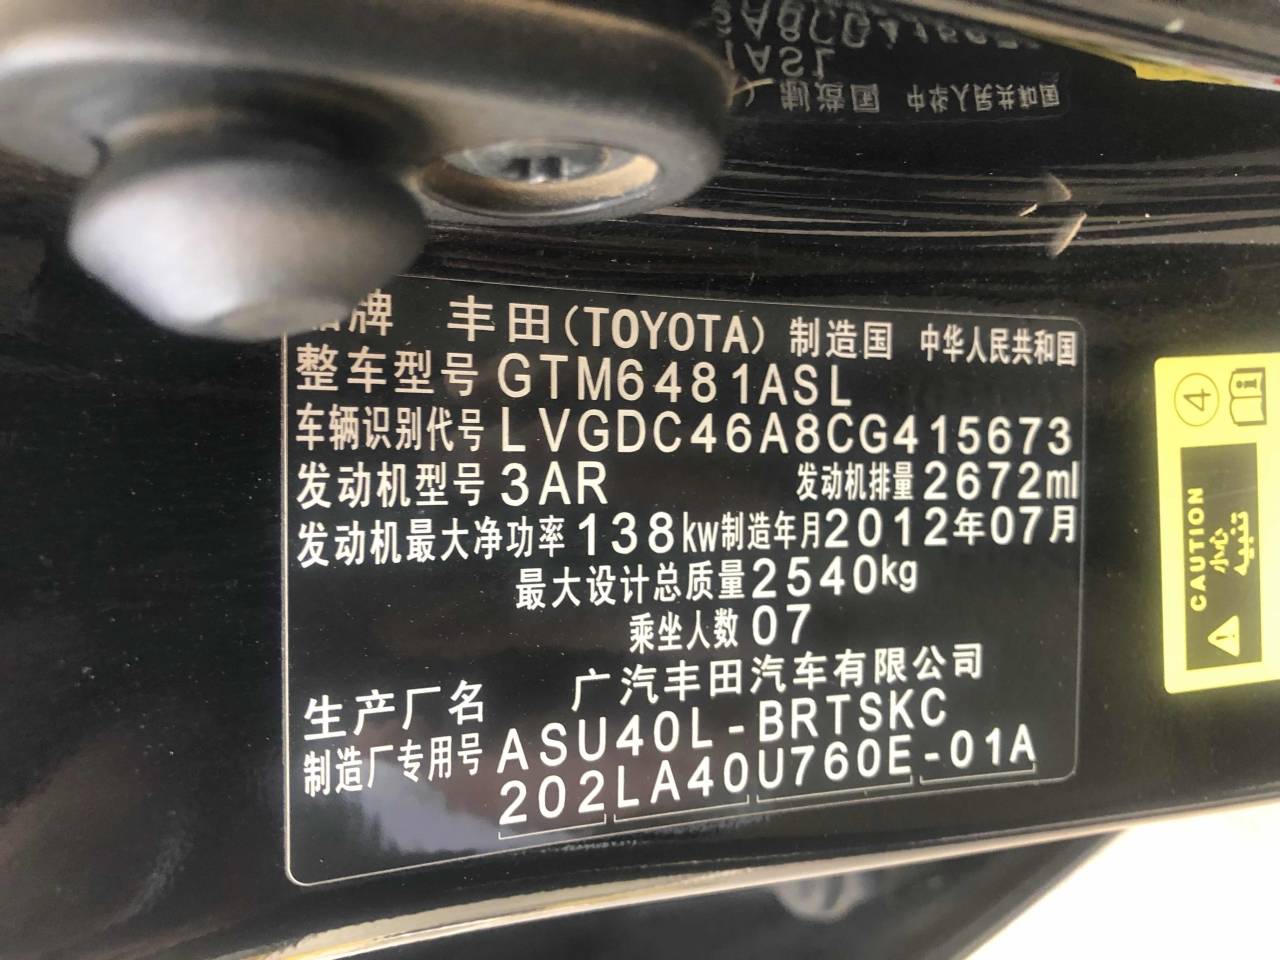 品牌 丰田(TOYOTA) 制造国 中华人民共和国
整车型号 GTM6481ASL
车辆识别代号 LVGDC46A8CG415673
发动机型号 3AR 发动机排量 2672ml
发动机最大净功率 138kw 制造年月 2012年07月
最大设计总质量 2540kg
乘坐人数 07
生产厂名 广汽丰田汽车有限公司
制造厂专用号 ASU40L-BRTSKC
202LA40U760E-01A
4
CAUTION
小心
تنبيه